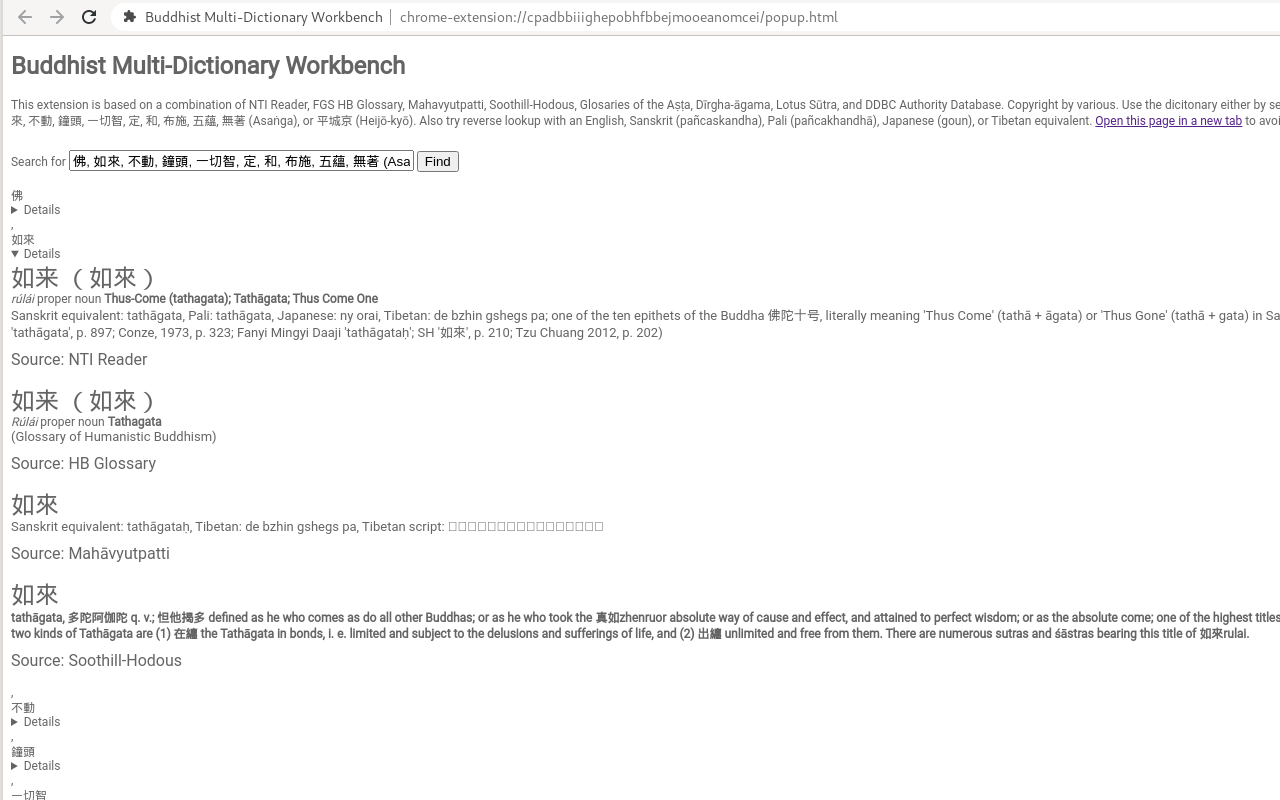 Buddhist Multi-Dictionary Workbench | chrome-extension://cpadbbiiighepobhfbbejmooeanomcei/popup.html
Buddhist Multi-Dictionary Workbench
This extension is based on a combination of NTI Reader, FGS HB Glossary, Mahavyutpatti, Soothill-Hodous, Glosaries of the Aṣṭa, Dīrgha-āgama, Lotus Sūtra, and DDBC Authority Database. Copyright by various. Use the dicitonary either by se
來, 不動, 鐘頭, 一切智, 定, 和, 布施, 五蘊, 無著 (Asaṅga), or 平城京 (Heijō-kyō). Also try reverse lookup with an English, Sanskrit (pañcaskandha), Pali (pañcakhandhā), Japanese (goun), or Tibetan equivalent. Open this page in a new tab to avoi
Search for 佛, 如來, 不動, 鐘頭, 一切智, 定, 和, 布施, 五蘊, 無著 (Asa Find
佛
▶ Details
,
如來
▼ Details
如来 （如來）
rúlái proper noun Thus-Come (tathagata); Tathāgata; Thus Come One
Sanskrit equivalent: tathāgata, Pali: tathāgata, Japanese: ny orai, Tibetan: de bzhin gshegs pa; one of the ten epithets of the Buddha 佛陀十号, literally meaning 'Thus Come' (tathā + āgata) or 'Thus Gone' (tathā + gata) in Sa
'tathāgata', p. 897; Conze, 1973, p. 323; Fanyi Mingyi Daaji 'tathāgataḥ'; SH '如來', p. 210; Tzu Chuang 2012, p. 202)
Source: NTI Reader
如来 （如來）
Rúlái proper noun Tathagata
(Glossary of Humanistic Buddhism)
Source: HB Glossary
如來
Sanskrit equivalent: tathāgataḥ, Tibetan: de bzhin gshegs pa, Tibetan script:
Source: Mahāvyutpatti
如來
tathāgata, 多陀阿伽陀 q. v.; 怛他揭多 defined as he who comes as do all other Buddhas; or as he who took the 真如zhenruor absolute way of cause and effect, and attained to perfect wisdom; or as the absolute come; one of the highest titles
two kinds of Tathāgata are (1) 在纏 the Tathāgata in bonds, i. e. limited and subject to the delusions and sufferings of life, and (2) 出纏 unlimited and free from them. There are numerous sutras and śāstras bearing this title of 如來rulai.
Source: Soothill-Hodous
,
不動
▶ Details
,
鐘頭
▶ Details
,
一切智